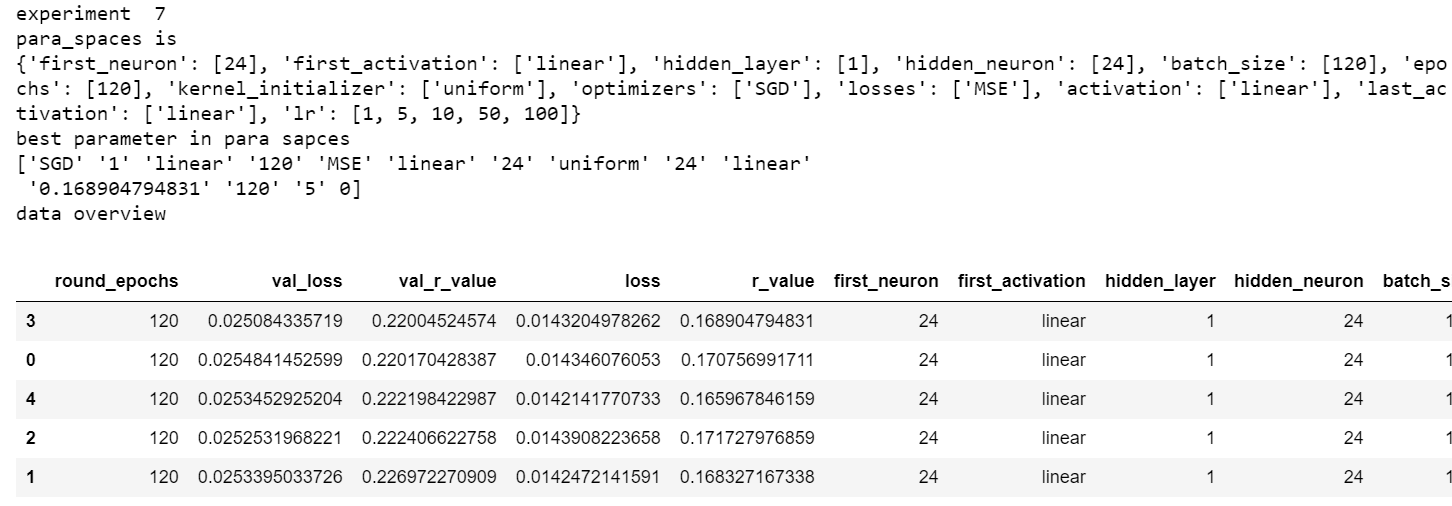 experiment  7
para_spaces is
{'first_neuron': [24], 'first_activation': ['linear'], 'hidden_layer': [1], 'hidden_neuron': [24], 'batch_size': [120], 'epo
chs': [120], 'kernel_initializer': ['uniform'], 'optimizers': ['SGD'], 'losses': ['MSE'], 'activation': ['linear'], 'last_ac
tivation': ['linear'], 'lr': [1, 5, 10, 50, 100]}
best parameter in para sapces
['SGD' '1' 'linear' '120' 'MSE' 'linear' '24' 'uniform' '24' 'linear'
 '0.168904794831' '120' '5' 0]
data overview
round_epochs val_loss val_r_value loss r_value first_neuron first_activation hidden_layer hidden_neuron batch_s
3 120 0.025084335719 0.22004524574 0.0143204978262 0.168904794831 24 linear 1 24 1
0 120 0.0254841452599 0.220170428387 0.014346076053 0.170756991711 24 linear 1 24 1
4 120 0.0253452925204 0.222198422987 0.0142141770733 0.165967846159 24 linear 1 24 1
2 120 0.0252531968221 0.222406622758 0.0143908223658 0.171727976859 24 linear 1 24 1
1 120 0.0253395033726 0.226972270909 0.0142472141591 0.168327167338 24 linear 1 24 1